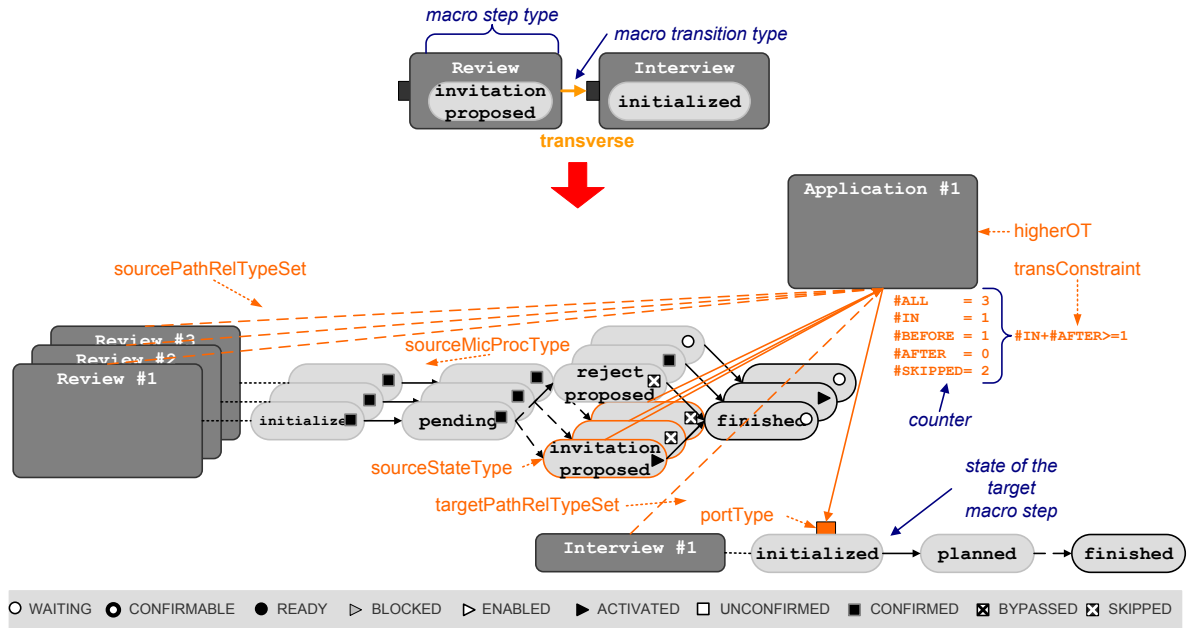 macro step type
macro transition type
Review
Interview
invitation
proposed
initialized
transverse
Application #1
higherOT
sourcePathRelTypeSet
transConstraint
#ALL = 3
#IN = 1
#BEFORE = 1
#AFTER = 0
#SKIPPED= 2
#IN+#AFTER>=1
counter
Review #3
Review #2
Review #1
sourceMicProcType
reject
proposed
initialized
pending
finished
invitation
proposed
sourceStateType
targetPathRelTypeSet
portType
state of the
target
macro step
Interview #1
initialized
planned
finished
WAITING CONFIRMABLE READY BLOCKED ENABLED ACTIVATED UNCONFIRMED CONFIRMED BYPASSED SKIPPED